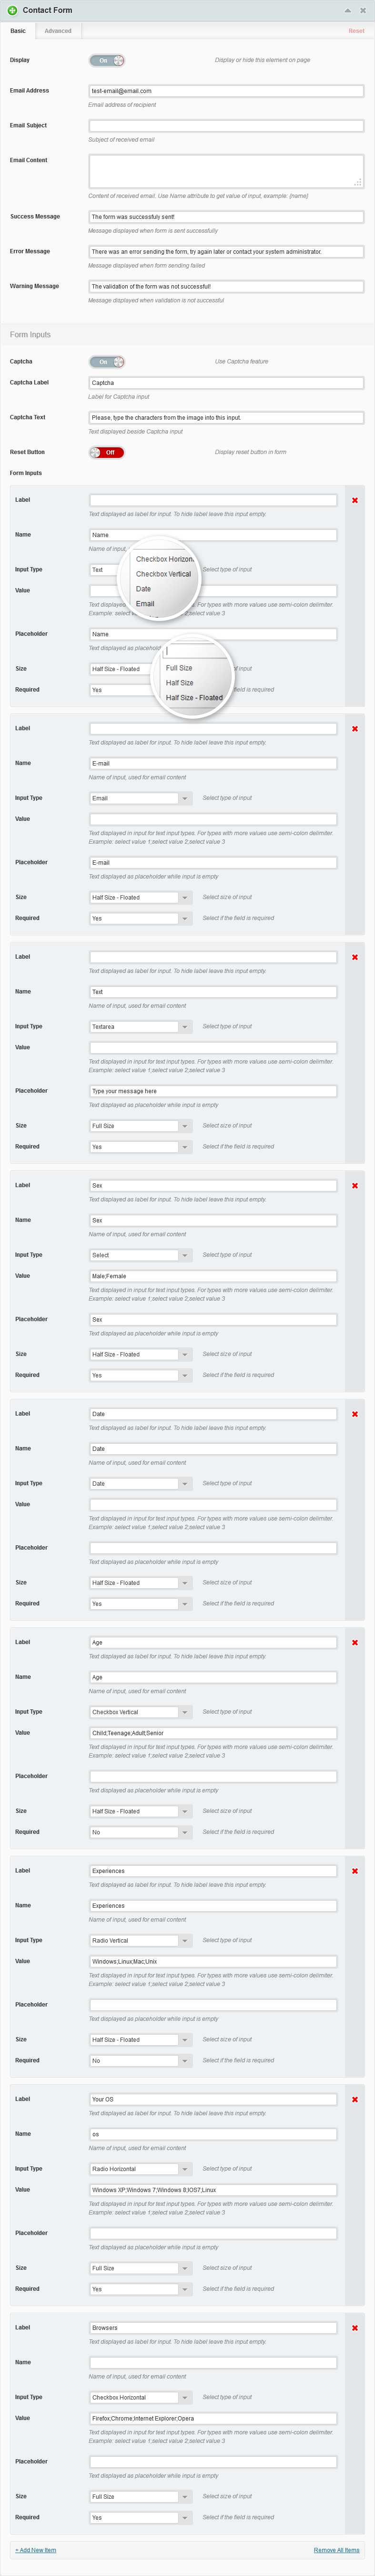 Contact Form
Basic Advanced Reset
Display On Display or hide this element on page
Email Address test-email@email.com
Email address of recipient
Email Subject
Subject of received email
Email Content
Content of received email. Use Name attribute to get value of input, example: {name}
Success Message The form was successfuly sent!
Message displayed when form is sent successfully
Error Message There was an error sending the form, try again later or contact your system administrator.
Message displayed when form sending failed
Warning Message The validation of the form was not successful!
Message displayed when validation is not successful
Form Inputs
Captcha On Use Captcha feature
Captcha Label Captcha
Label for Captcha input
Captcha Text Please, type the characters from the image into this input.
Text displayed beside Captcha input
Reset Button Off Display reset button in form
Form Inputs
Label
Text displayed as label for input. To hide label leave this input empty.
Name Name
Name of input,
Checkbox Horizon
Input Type Text Select type of input
Checkbox Vertical
Value Date
Email
Text displayed For types with more values use semi-colon delimiter.
Example: select value 2;select value 3
Placeholder Name
Text displayed as placeho
Size Half Size - Floated of input
Full Size
Half Size
Required Yes field is required
Half Size - Floated
Label
Text displayed as label for input. To hide label leave this input empty.
Name E-mail
Name of input, used for email content
Input Type Email Select type of input
Value
Text displayed in input for text input types. For types with more values use semi-colon delimiter.
Example: select value 1;select value 2;select value 3
Placeholder E-mail
Text displayed as placeholder while input is empty
Size Half Size - Floated Select size of input
Required Yes Select if the field is required
Label
Text displayed as label for input. To hide label leave this input empty.
Name Text
Name of input, used for email content
Input Type Textarea Select type of input
Value
Text displayed in input for text input types. For types with more values use semi-colon delimiter.
Example: select value 1;select value 2;select value 3
Placeholder Type your message here
Text displayed as placeholder while input is empty
Size Full Size Select size of input
Required Yes Select if the field is required
Label Sex
Text displayed as label for input. To hide label leave this input empty.
Name Sex
Name of input, used for email content
Input Type Select Select type of input
Value Male;Female
Text displayed in input for text input types. For types with more values use semi-colon delimiter.
Example: select value 1;select value 2;select value 3
Placeholder Sex
Text displayed as placeholder while input is empty
Size Half Size - Floated Select size of input
Required Yes Select if the field is required
Label Date
Text displayed as label for input. To hide label leave this input empty.
Name Date
Name of input, used for email content
Input Type Date Select type of input
Value
Text displayed in input for text input types. For types with more values use semi-colon delimiter.
Example: select value 1;select value 2;select value 3
Placeholder
Text displayed as placeholder while input is empty
Size Half Size - Floated Select size of input
Required Yes Select if the field is required
Label Age
Text displayed as label for input. To hide label leave this input empty.
Name Age
Name of input, used for email content
Input Type Checkbox Vertical Select type of input
Value Child;Teenage;Adult;Senior
Text displayed in input for text input types. For types with more values use semi-colon delimiter.
Example: select value 1;select value 2;select value 3
Placeholder
Text displayed as placeholder while input is empty
Size Half Size - Floated Select size of input
Required No Select if the field is required
Label Experiences
Text displayed as label for input. To hide label leave this input empty.
Name Experiences
Name of input, used for email content
Input Type Radio Vertical Select type of input
Value Windows;Linux;Mac;Unix
Text displayed in input for text input types. For types with more values use semi-colon delimiter.
Example: select value 1;select value 2;select value 3
Placeholder
Text displayed as placeholder while input is empty
Size Half Size - Floated Select size of input
Required No Select if the field is required
Label Your OS
Text displayed as label for input. To hide label leave this input empty.
Name os
Name of input, used for email content
Input Type Radio Horizontal Select type of input
Value Windows XP;Windows 7;Windows 8;IOS7;Linux
Text displayed in input for text input types. For types with more values use semi-colon delimiter.
Example: select value 1;select value 2;select value 3
Placeholder
Text displayed as placeholder while input is empty
Size Full Size Select size of input
Required Yes Select if the field is required
Label Browsers
Text displayed as label for input. To hide label leave this input empty.
Name
Name of input, used for email content
Input Type Checkbox Horizontal Select type of input
Value Firefox;Chrome;Internet Explorer;Opera
Text displayed in input for text input types. For types with more values use semi-colon delimiter.
Example: select value 1;select value 2;select value 3
Placeholder
Text displayed as placeholder while input is empty
Size Full Size Select size of input
Required Yes Select if the field is required
+ Add New Item Remove All Items